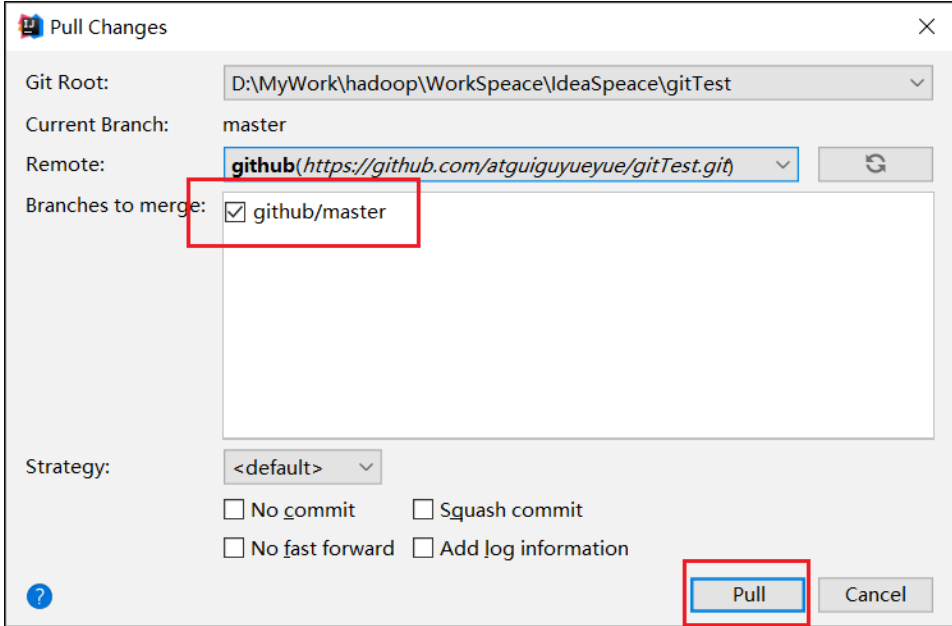 Pull Changes
Git Root: D:\MyWork\hadoop\WorkSpeace\IdeaSpeace\gitTest
Current Branch: master
Remote: github(https://github.com/atguiguyueyue/gitTest.git)
Branches to merge: github/master
Strategy: <default>
No commit Squash commit
No fast forward Add log information
? Pull Cancel